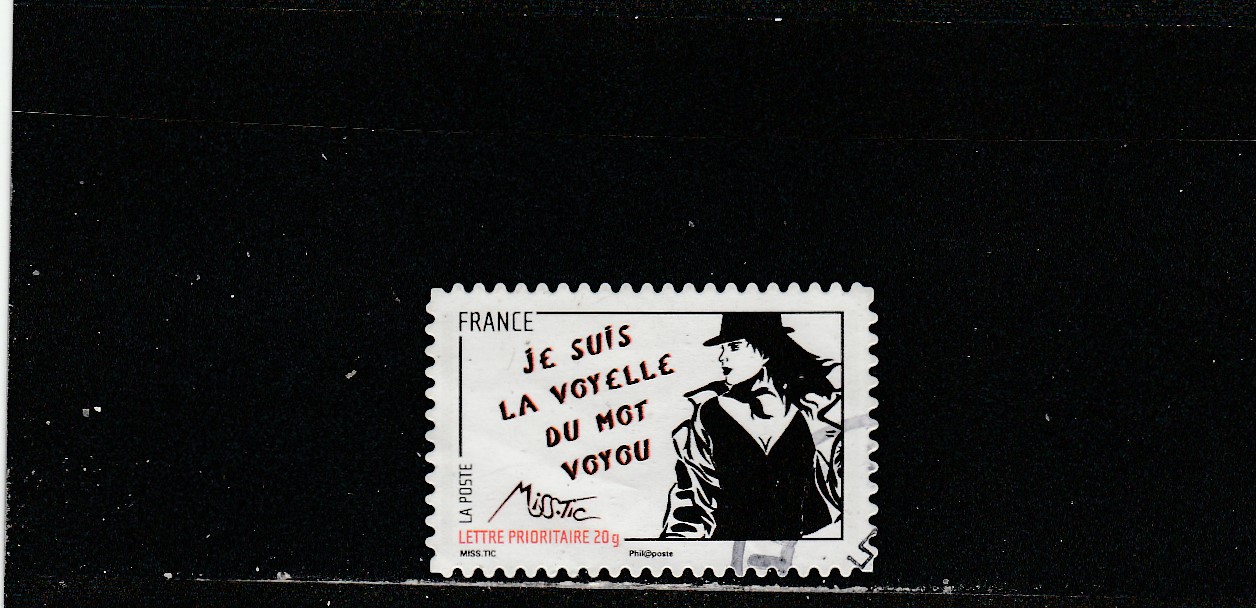 FRANCE
JE SUIS
LA VOYELLE
DU MOT
VOYOU
LA POSTE
Miss.Tic
LETTRE PRIORITAIRE 20g
MISS.TIC
Phil@poste